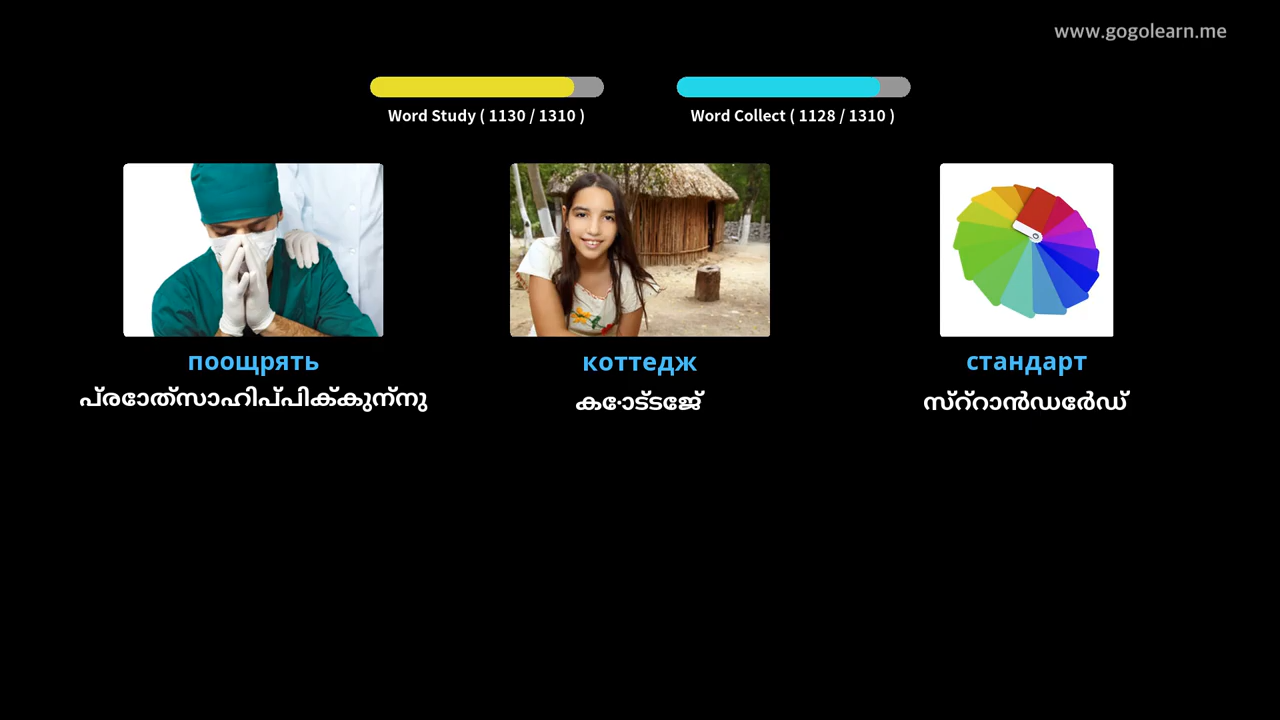 www.gogolearn.me
Word Study ( 1130 / 1310 )
Word Collect ( 1128 / 1310 )
поощрять
коттедж
стандарт
പ്രോത്സാഹിപ്പിക്കുന്നു
കോട്ടേജ്
സ്റ്റാൻഡേർഡ്